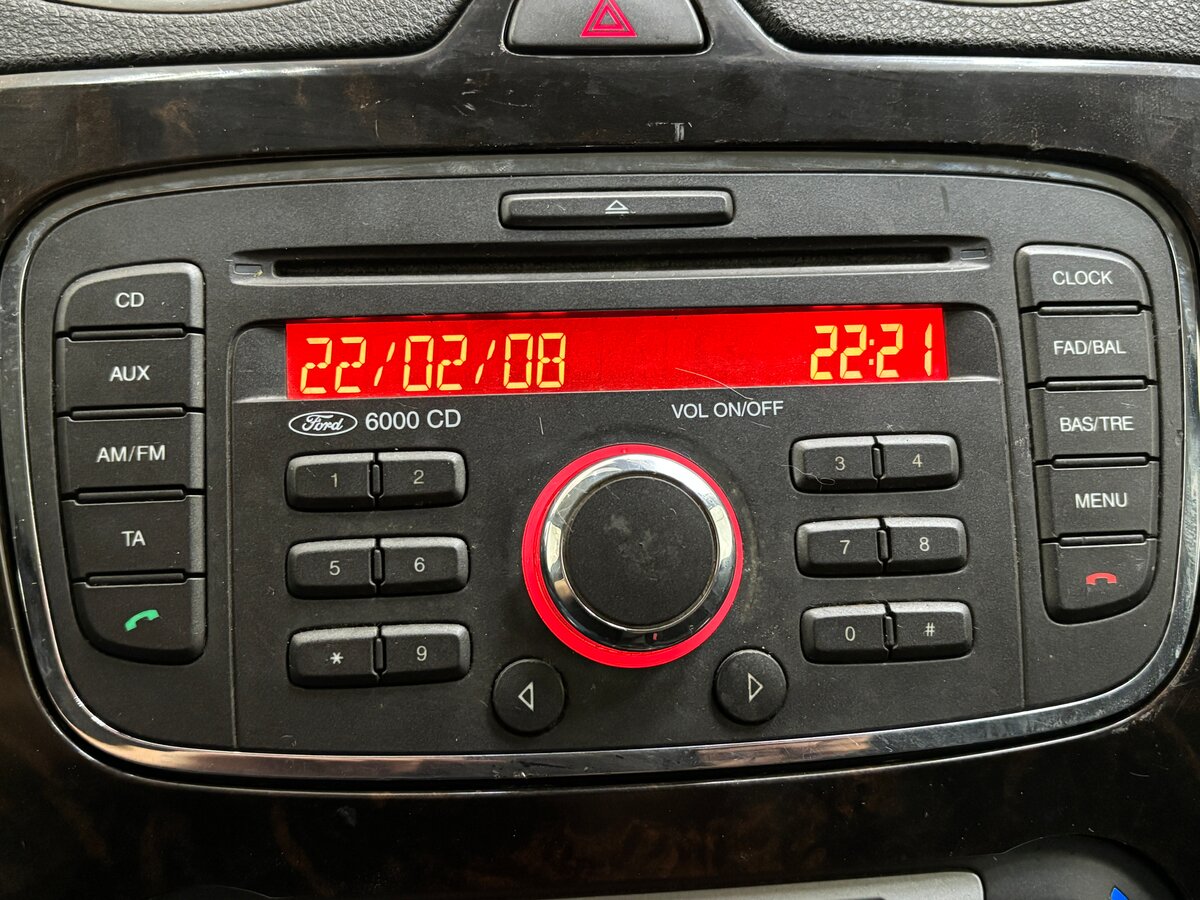 22/02/08 22:21
Ford 6000 CD
VOL ON/OFF
CD
AUX
AM/FM
TA
1 2
5 6
* 9
3 4
7 8
0 #
CLOCK
FAD/BAL
BAS/TRE
MENU